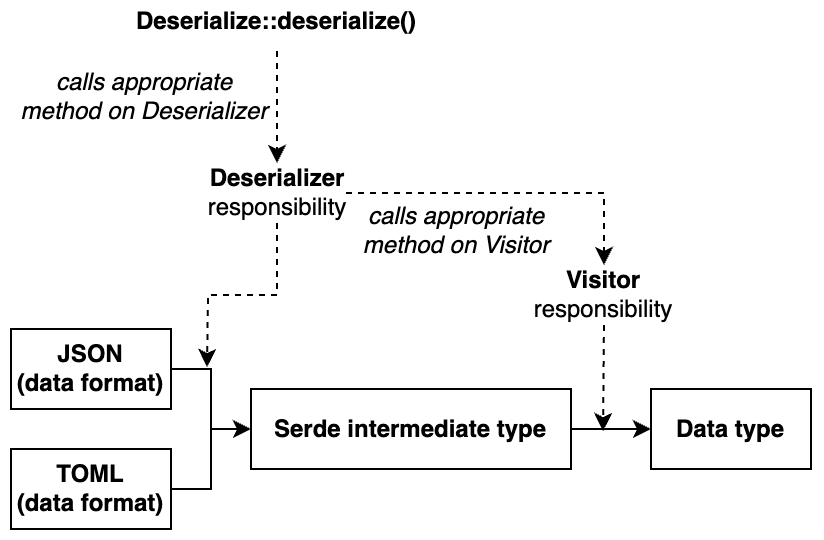 Deserialize::deserialize()
calls appropriate
method on Deserializer
Deserializer
responsibility
calls appropriate
method on Visitor
Visitor
responsibility
JSON
(data format)
Serde intermediate type
Data type
TOML
(data format)